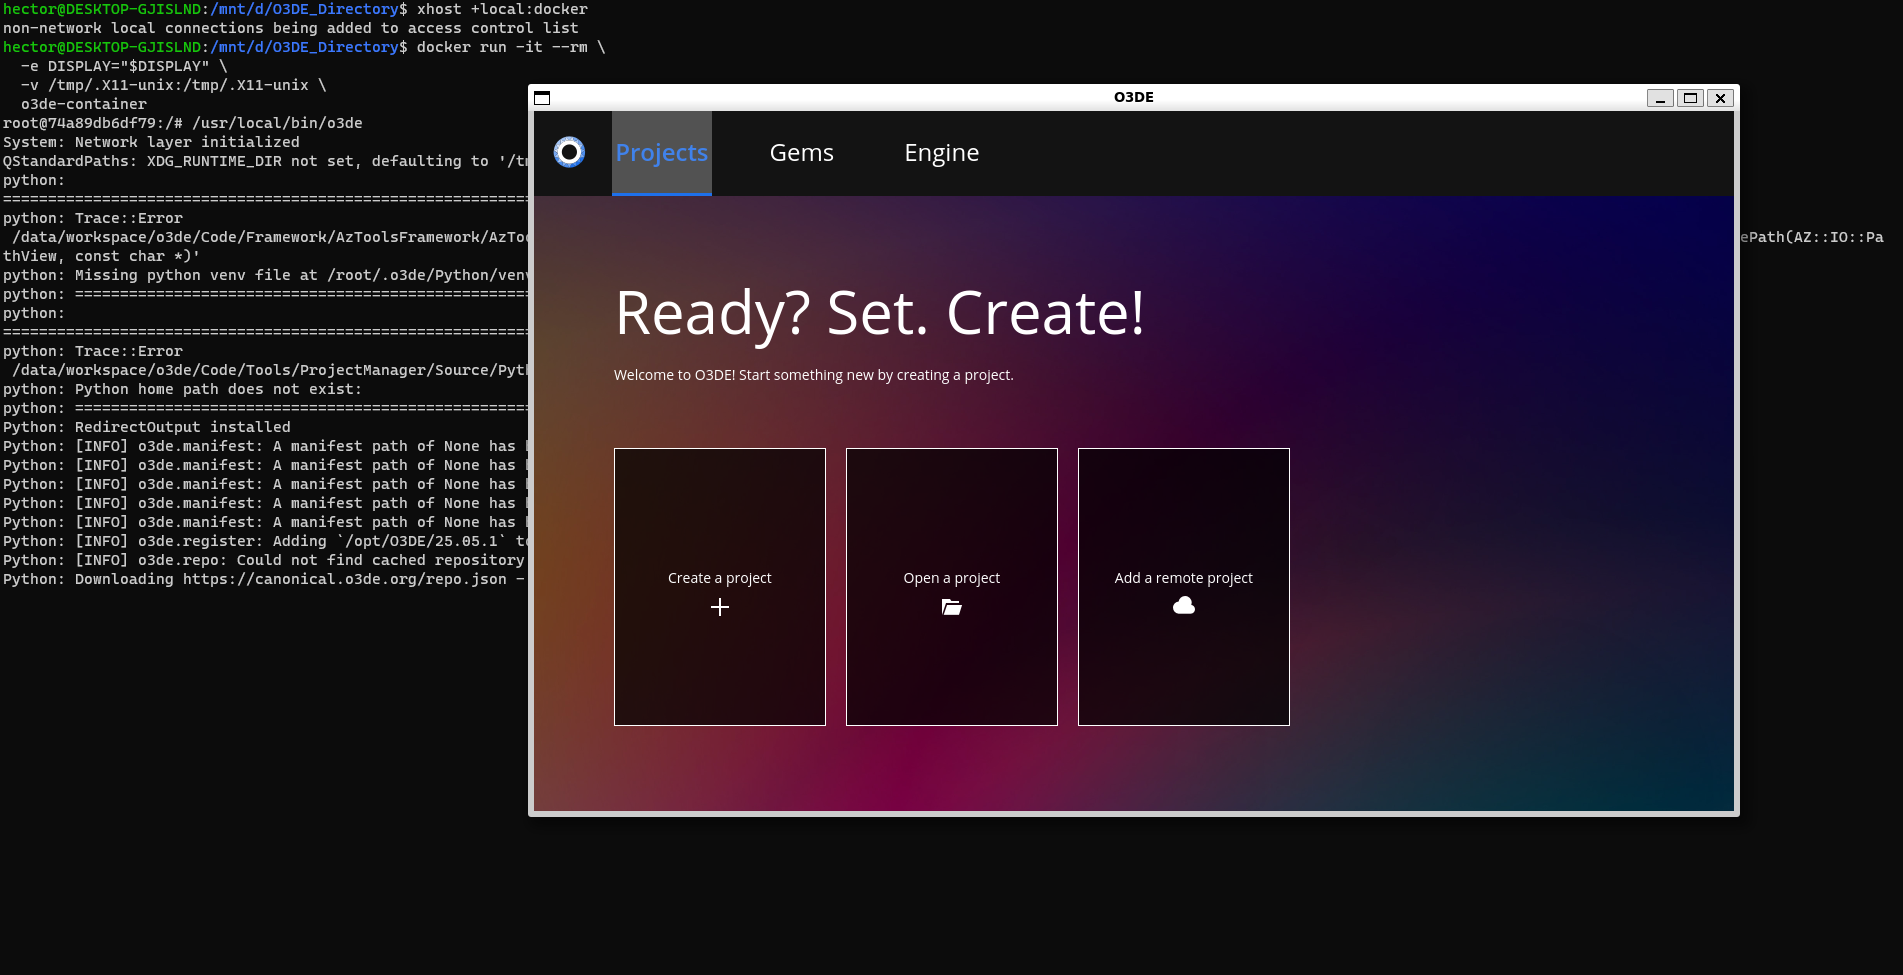 hector@DESKTOP-GJISLND:/mnt/d/O3DE_Directory$ xhost +local:docker
non-network local connections being added to access control list
hector@DESKTOP-GJISLND:/mnt/d/O3DE_Directory$ docker run -it --rm \
  -e DISPLAY="$DISPLAY" \
  -v /tmp/.X11-unix:/tmp/.X11-unix \
  o3de-container
root@74a89db6df79:/# /usr/local/bin/o3de
System: Network layer initialized
QStandardPaths: XDG_RUNTIME_DIR not set, defaulting to '/tm
python:
==========================================================
python: Trace::Error
 /data/workspace/o3de/Code/Framework/AzToolsFramework/AzToo
ePath(AZ::IO::Pa
thView, const char *)'
python: Missing python venv file at /root/.o3de/Python/venv
python: ==================================================
python:
==========================================================
python: Trace::Error
 /data/workspace/o3de/Code/Tools/ProjectManager/Source/Pyth
python: Python home path does not exist:
python: ==================================================
Python: RedirectOutput installed
Python: [INFO] o3de.manifest: A manifest path of None has
Python: [INFO] o3de.manifest: A manifest path of None has
Python: [INFO] o3de.manifest: A manifest path of None has
Python: [INFO] o3de.manifest: A manifest path of None has
Python: [INFO] o3de.manifest: A manifest path of None has
Python: [INFO] o3de.register: Adding `/opt/O3DE/25.05.1` to
Python: [INFO] o3de.repo: Could not find cached repository
Python: Downloading https://canonical.o3de.org/repo.json -
O3DE
Projects
Gems
Engine
Ready? Set. Create!
Welcome to O3DE! Start something new by creating a project.
Create a project
Open a project
Add a remote project